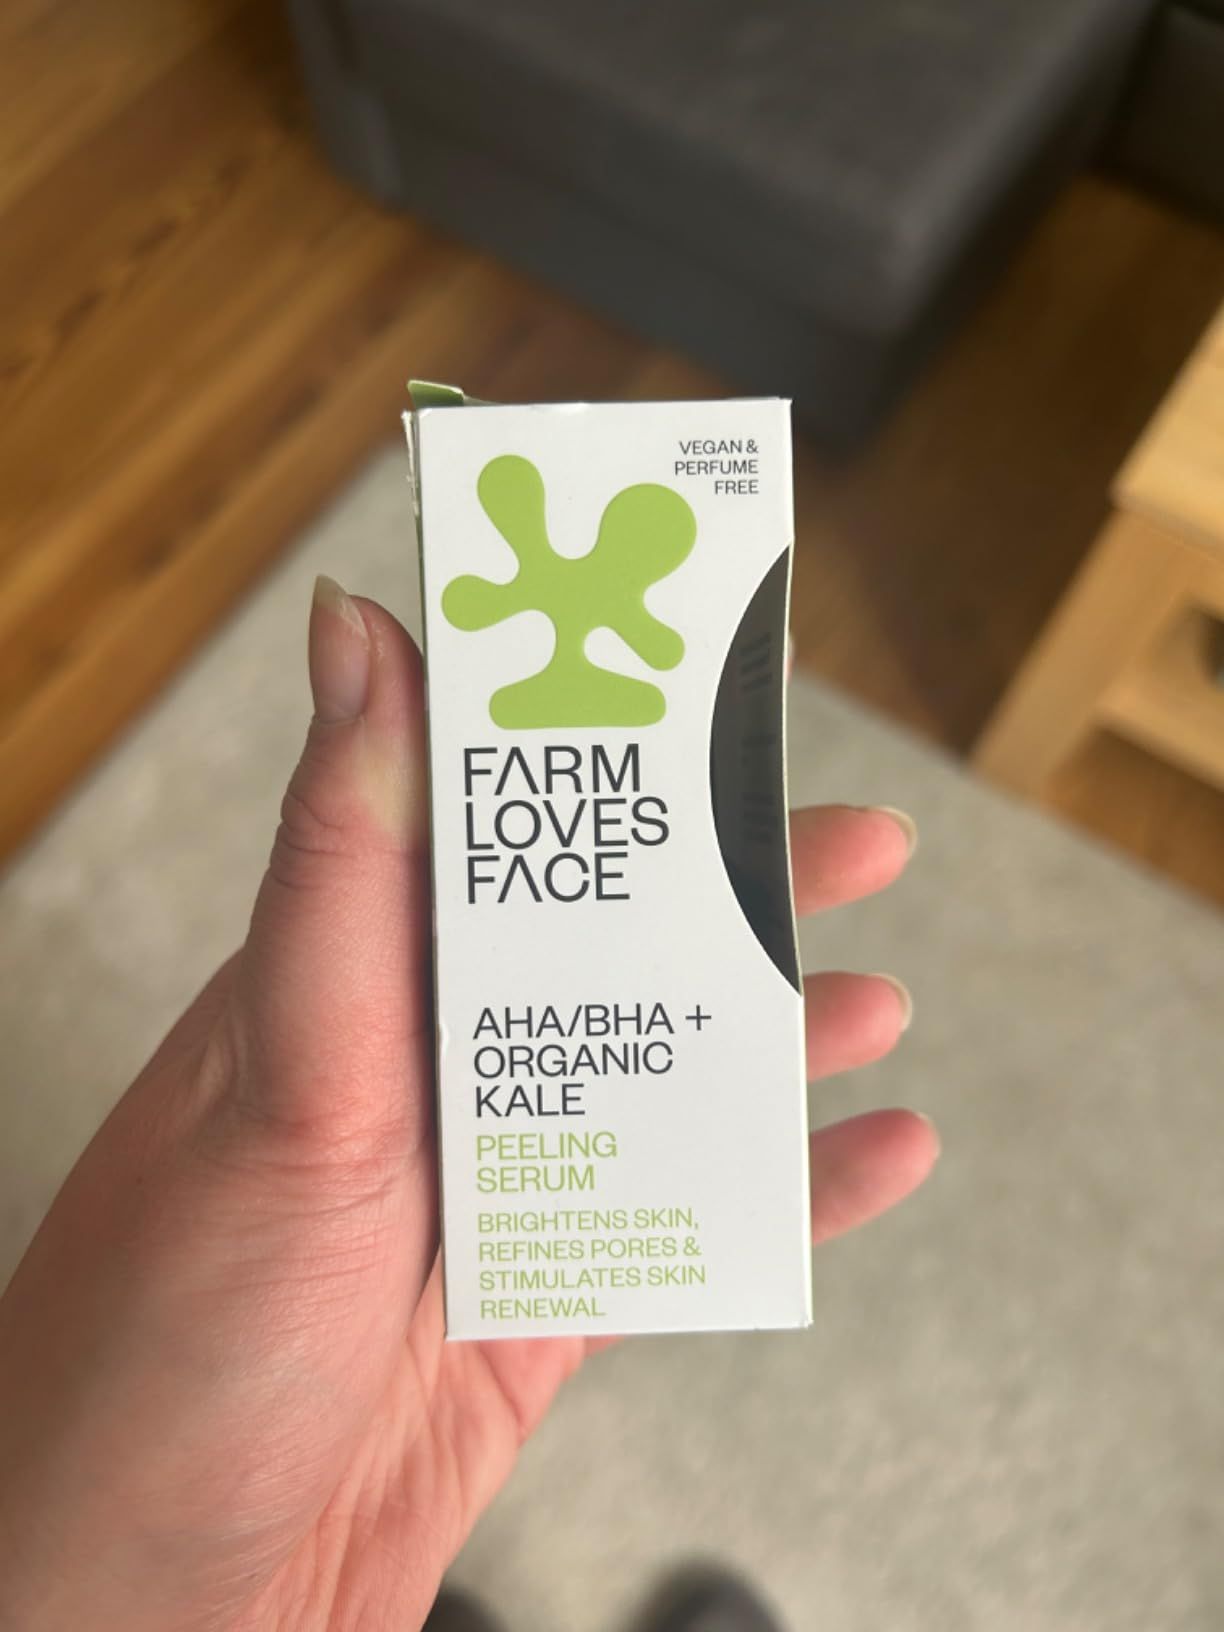 VEGAN &
PERFUME
FREE
FARM
LOVES
FACE
AHA/BHA +
ORGANIC
KALE
PEELING
SERUM
BRIGHTENS SKIN,
REFINES PORES &
STIMULATES SKIN
RENEWAL